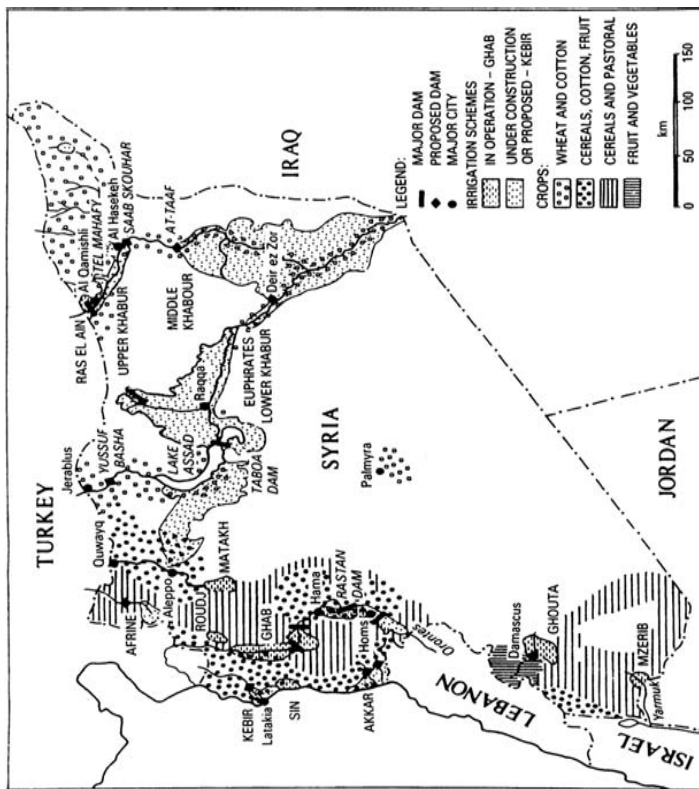 TURKEY
RAS EL AIN
Al Qamishli
TEL MAHAFY
UPPER KHABUR
Al Hasekeh
SAAB SKOUHAR
Jerablus
YUSSUF
BASHA
Quwayq
AFRINE
Aleppo
MATAKH
ROUDJ
LAKE
ASSAD
TABQA
DAM
Raqqa
MIDDLE
KHABOUR
AT-TAAF
IRAQ
EUPHRATES
LOWER KHABUR
Deir ez Zor
KEBIR
Latakia
SIN
GHAB
Hama
RASTAN
DAM
Homs
AKKAR
Orontes
SYRIA
Palmyra
LEBANON
Damascus
GHOUTA
MZERIB
Yarmuk
ISRAEL
JORDAN
LEGEND:
MAJOR DAM
PROPOSED DAM
MAJOR CITY
IRRIGATION SCHEMES
IN OPERATION – GHAB
UNDER CONSTRUCTION
OR PROPOSED – KEBIR
CROPS:
WHEAT AND COTTON
CEREALS, COTTON, FRUIT
CEREALS AND PASTORAL
FRUIT AND VEGETABLES
0 50 100 150
km